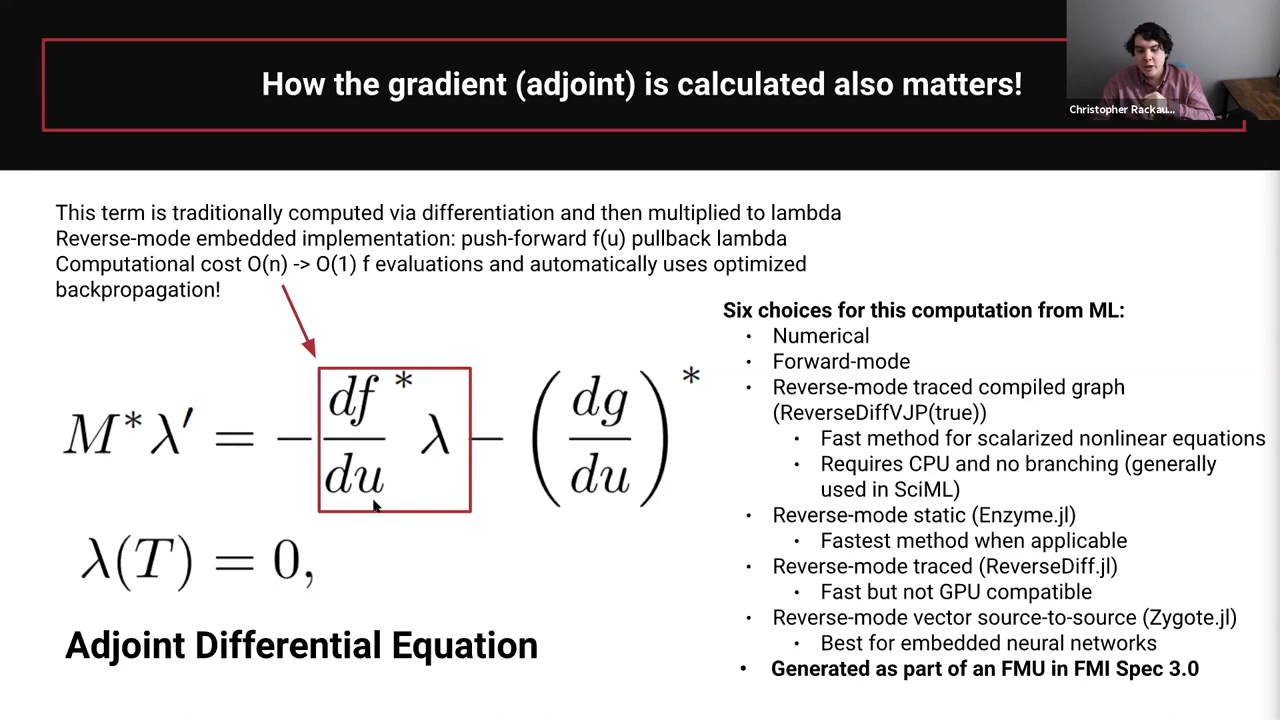 How the gradient (adjoint) is calculated also matters!
Christopher Rackau...
This term is traditionally computed via differentiation and then multiplied to lambda
Reverse-mode embedded implementation: push-forward f(u) pullback lambda
Computational cost O(n) -> O(1) f evaluations and automatically uses optimized
backpropagation!
M*λ′ = − df/du * λ − (dg/du)*
λ(T) = 0,
Adjoint Differential Equation
Six choices for this computation from ML:
• Numerical
• Forward-mode
• Reverse-mode traced compiled graph
(ReverseDiffVJP(true))
• Fast method for scalarized nonlinear equations
• Requires CPU and no branching (generally
used in SciML)
• Reverse-mode static (Enzyme.jl)
• Fastest method when applicable
• Reverse-mode traced (ReverseDiff.jl)
• Fast but not GPU compatible
• Reverse-mode vector source-to-source (Zygote.jl)
• Best for embedded neural networks
• Generated as part of an FMU in FMI Spec 3.0